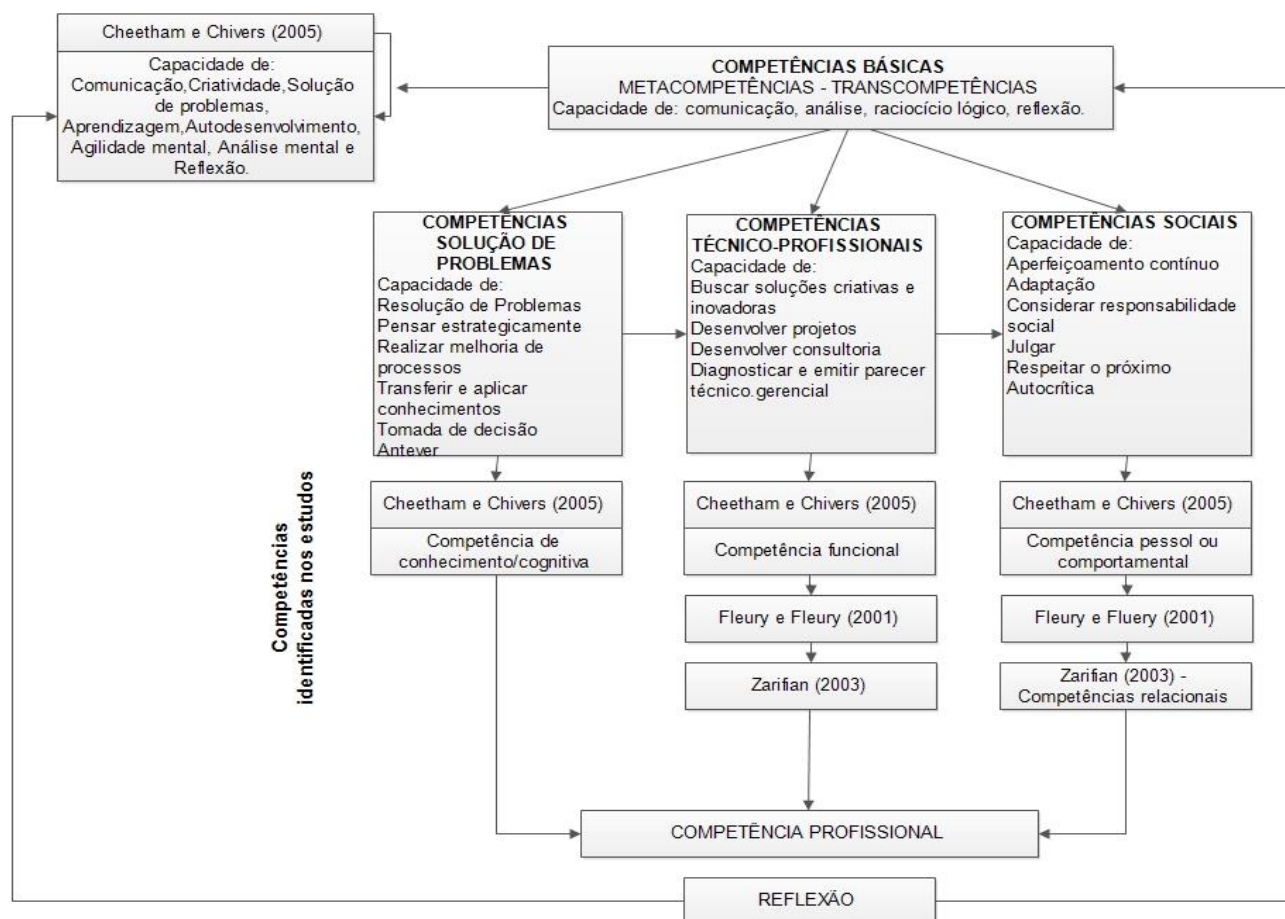 Cheetham e Chivers (2005)
Capacidade de:
Comunicação,Criatividade,Solução
de problemas,
Aprendizagem,Autodesenvolvimento,
Agilidade mental, Análise mental e
Reflexão.
COMPETÊNCIAS BÁSICAS
METACOMPETÊNCIAS - TRANSCOMPETÊNCIAS
Capacidade de: comunicação, análise, raciocício lógico, reflexão.
COMPETÊNCIAS
SOLUÇÃO DE
PROBLEMAS
Capacidade de:
Resolução de Problemas
Pensar estrategicamente
Realizar melhoria de
processos
Transferir e aplicar
conhecimentos
Tomada de decisão
Antever
COMPETÊNCIAS
TÉCNICO-PROFISSIONAIS
Capacidade de:
Buscar soluções criativas e
inovadoras
Desenvolver projetos
Desenvolver consultoria
Diagnosticar e emitir parecer
técnico.gerencial
COMPETÊNCIAS SOCIAIS
Capacidade de:
Aperfeiçoamento contínuo
Adaptação
Considerar responsabilidade
social
Julgar
Respeitar o próximo
Autocrítica
Competências
identificadas nos estudos
Cheetham e Chivers (2005)
Competência de
conhecimento/cognitiva
Cheetham e Chivers (2005)
Competência funcional
Fleury e Fleury (2001)
Zarifian (2003)
Cheetham e Chivers (2005)
Competência pessol ou
comportamental
Fleury e Fluery (2001)
Zarifian (2003) -
Competências relacionais
COMPETÊNCIA PROFISSIONAL
REFLEXÃO